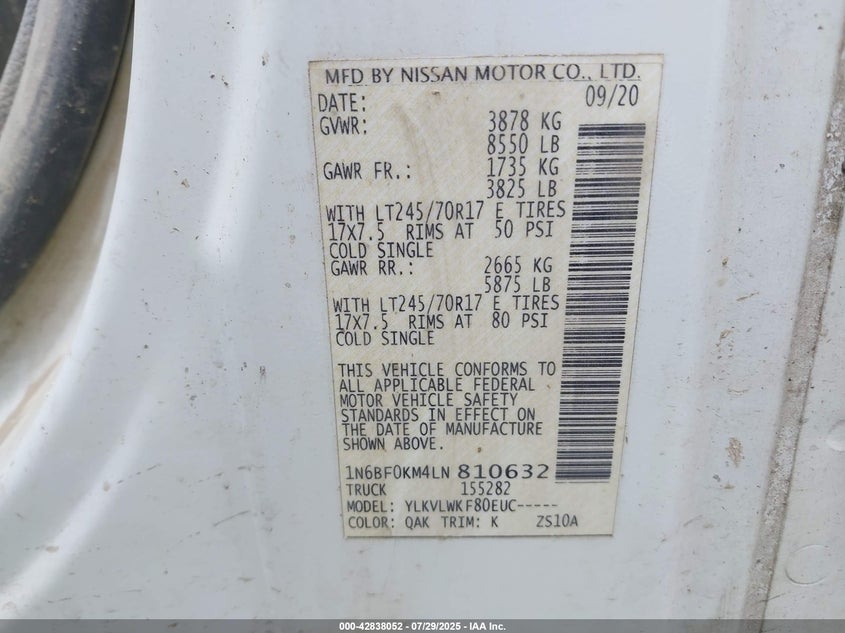 MFD BY NISSAN MOTOR CO., LTD.
DATE: 09/20
GVWR: 3878 KG
8550 LB
GAWR FR.: 1735 KG
3825 LB
WITH LT245/70R17 E TIRES
17X7.5 RIMS AT 50 PSI
COLD SINGLE
GAWR RR.: 2665 KG
5875 LB
WITH LT245/70R17 E TIRES
17X7.5 RIMS AT 80 PSI
COLD SINGLE
THIS VEHICLE CONFORMS TO
ALL APPLICABLE FEDERAL
MOTOR VEHICLE SAFETY
STANDARDS IN EFFECT ON
THE DATE OF MANUFACTURE
SHOWN ABOVE.
1N6BF0KM4LN 810632
TRUCK 155282
MODEL: YLKVLWKF80EUC-----
COLOR: QAK TRIM: K ZS10A
000-42838052 - 07/29/2025 - IAA Inc.